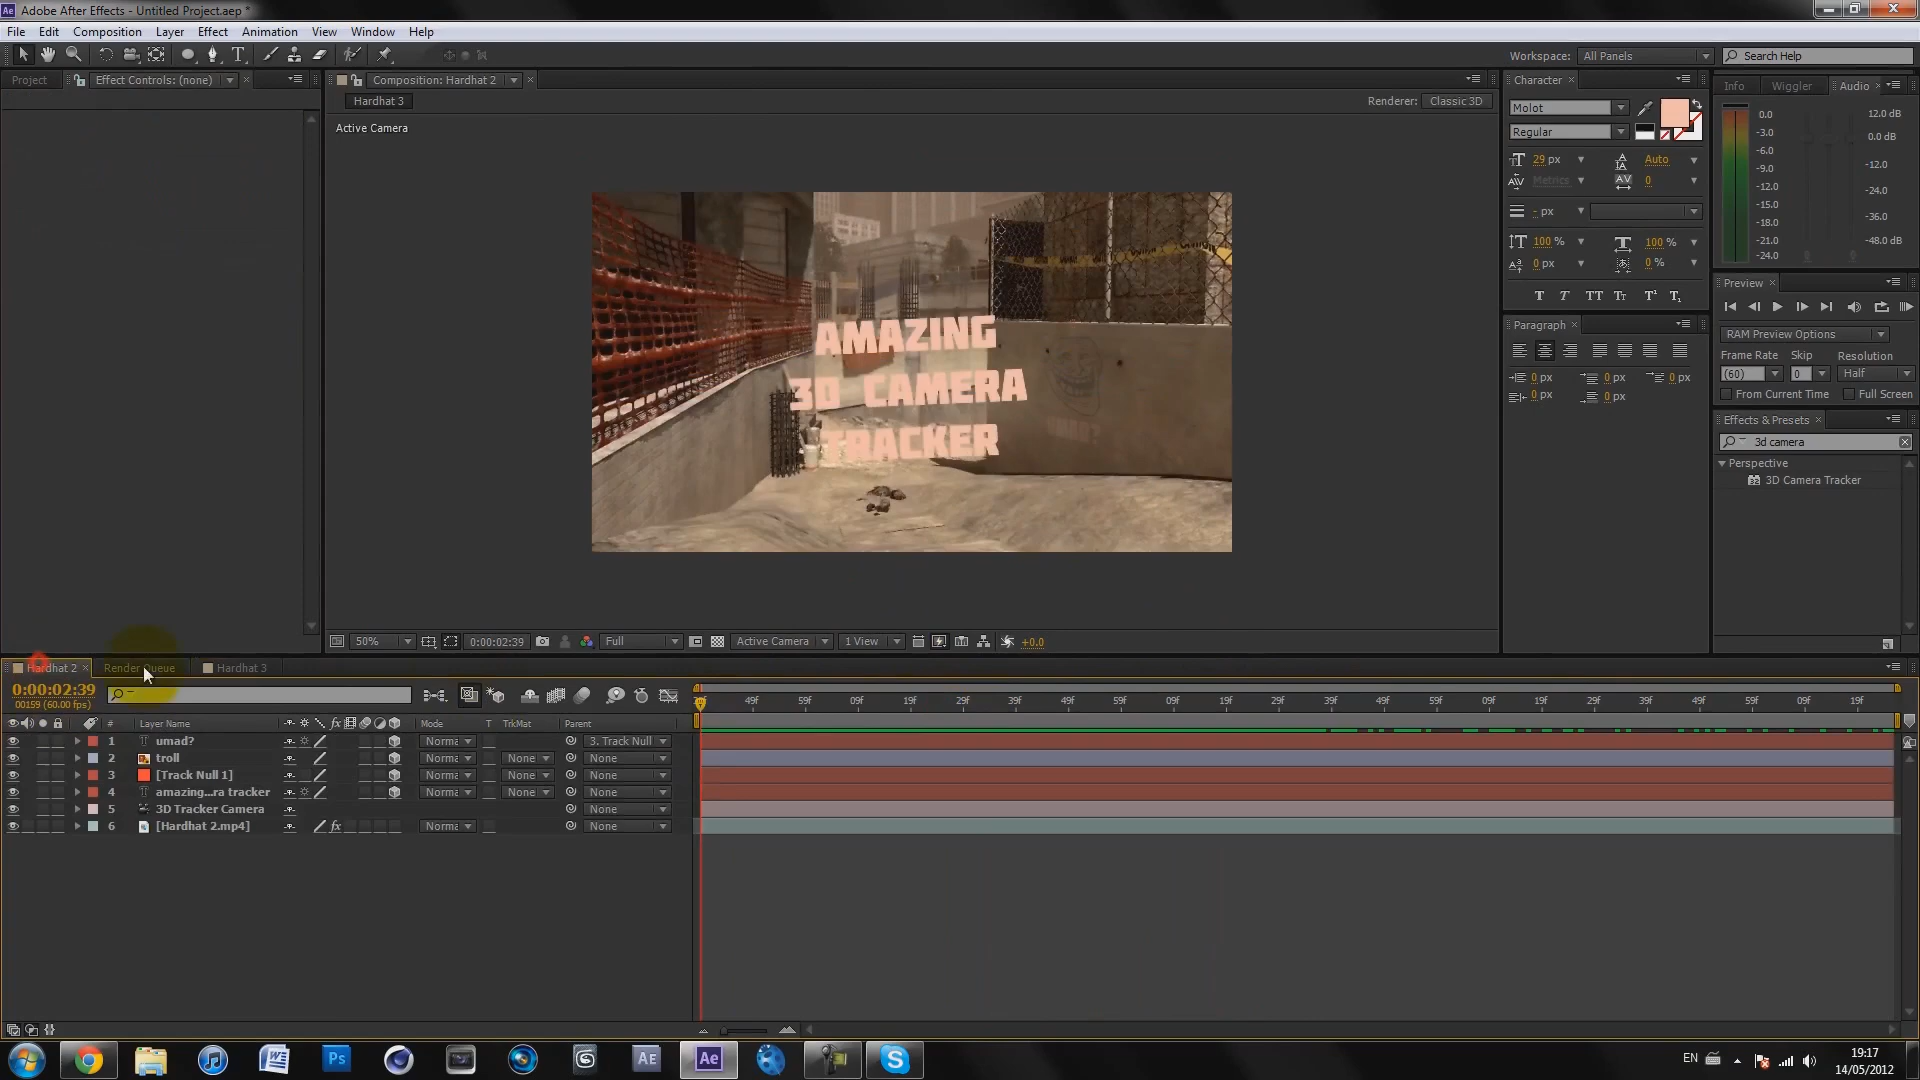 Adobe After Effects - Untitled Project.aep *
File Edit Composition Layer Effect Animation View Window Help
Workspace: All Panels Search Help
Project Effect Controls: (none) Composition: Hardhat 2
Hardhat 3 Renderer: Classic 3D
Active Camera
AMAZING
3D CAMERA
TRACKER
Character
Molot
Regular
29 px Auto
Metrics 0
- px
100 % 100 %
0 px 0 %
T T TT Tt T¹ T₁
Paragraph
0 px 0 px 0 px
0 px 0 px
Info Wiggler Audio
0.0 12.0 dB
-3.0 0.0 dB
-6.0
-9.0 -12.0
-12.0 -24.0
-15.0
-18.0 -36.0
-21.0 -48.0 dB
-24.0
Preview
RAM Preview Options
Frame Rate Skip Resolution
(60) 0 Half
From Current Time Full Screen
Effects & Presets
3d camera
Perspective
3D Camera Tracker
50% 0:00:02:39 Full Active Camera 1 View +0.0
Hardhat 2 Render Queue Hardhat 3
0:00:02:39
00159 (60.00 fps)
49f 59f 09f 19f 29f 39f 49f 59f 09f 19f 29f 39f 49f 59f 09f 19f 29f 39f 49f 59f 09f 19f
# Layer Name fx Mode T TrkMat Parent
1 umad? Norma 3. Track Null
2 troll Norma None None
3 [Track Null 1] Norma None None
4 amazing...ra tracker Norma None None
5 3D Tracker Camera None
6 [Hardhat 2.mp4] fx Norma None
Ps AE Ae
EN 19:17
14/05/2012